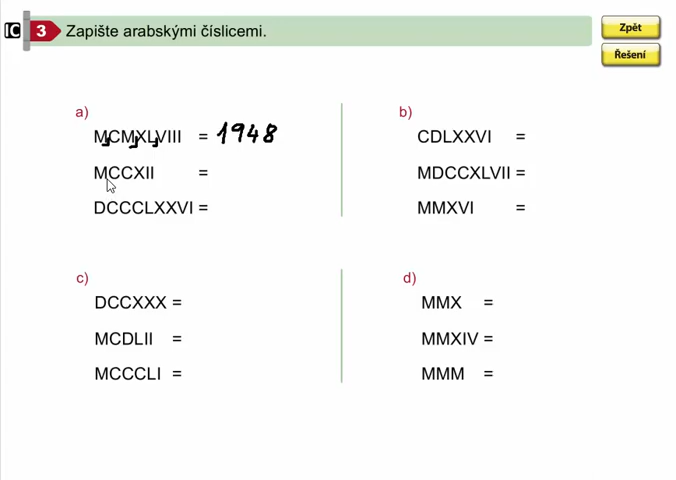 IC 3 Zapište arabskými číslicemi.
Zpět
Řešení
a)
MCMXLVIII = 1948
MCCXII =
DCCCLXXVI =
b)
CDLXXVI =
MDCCXLVII =
MMXVI =
c)
DCCXXX =
MCDLII =
MCCCLI =
d)
MMX =
MMXIV =
MMM =